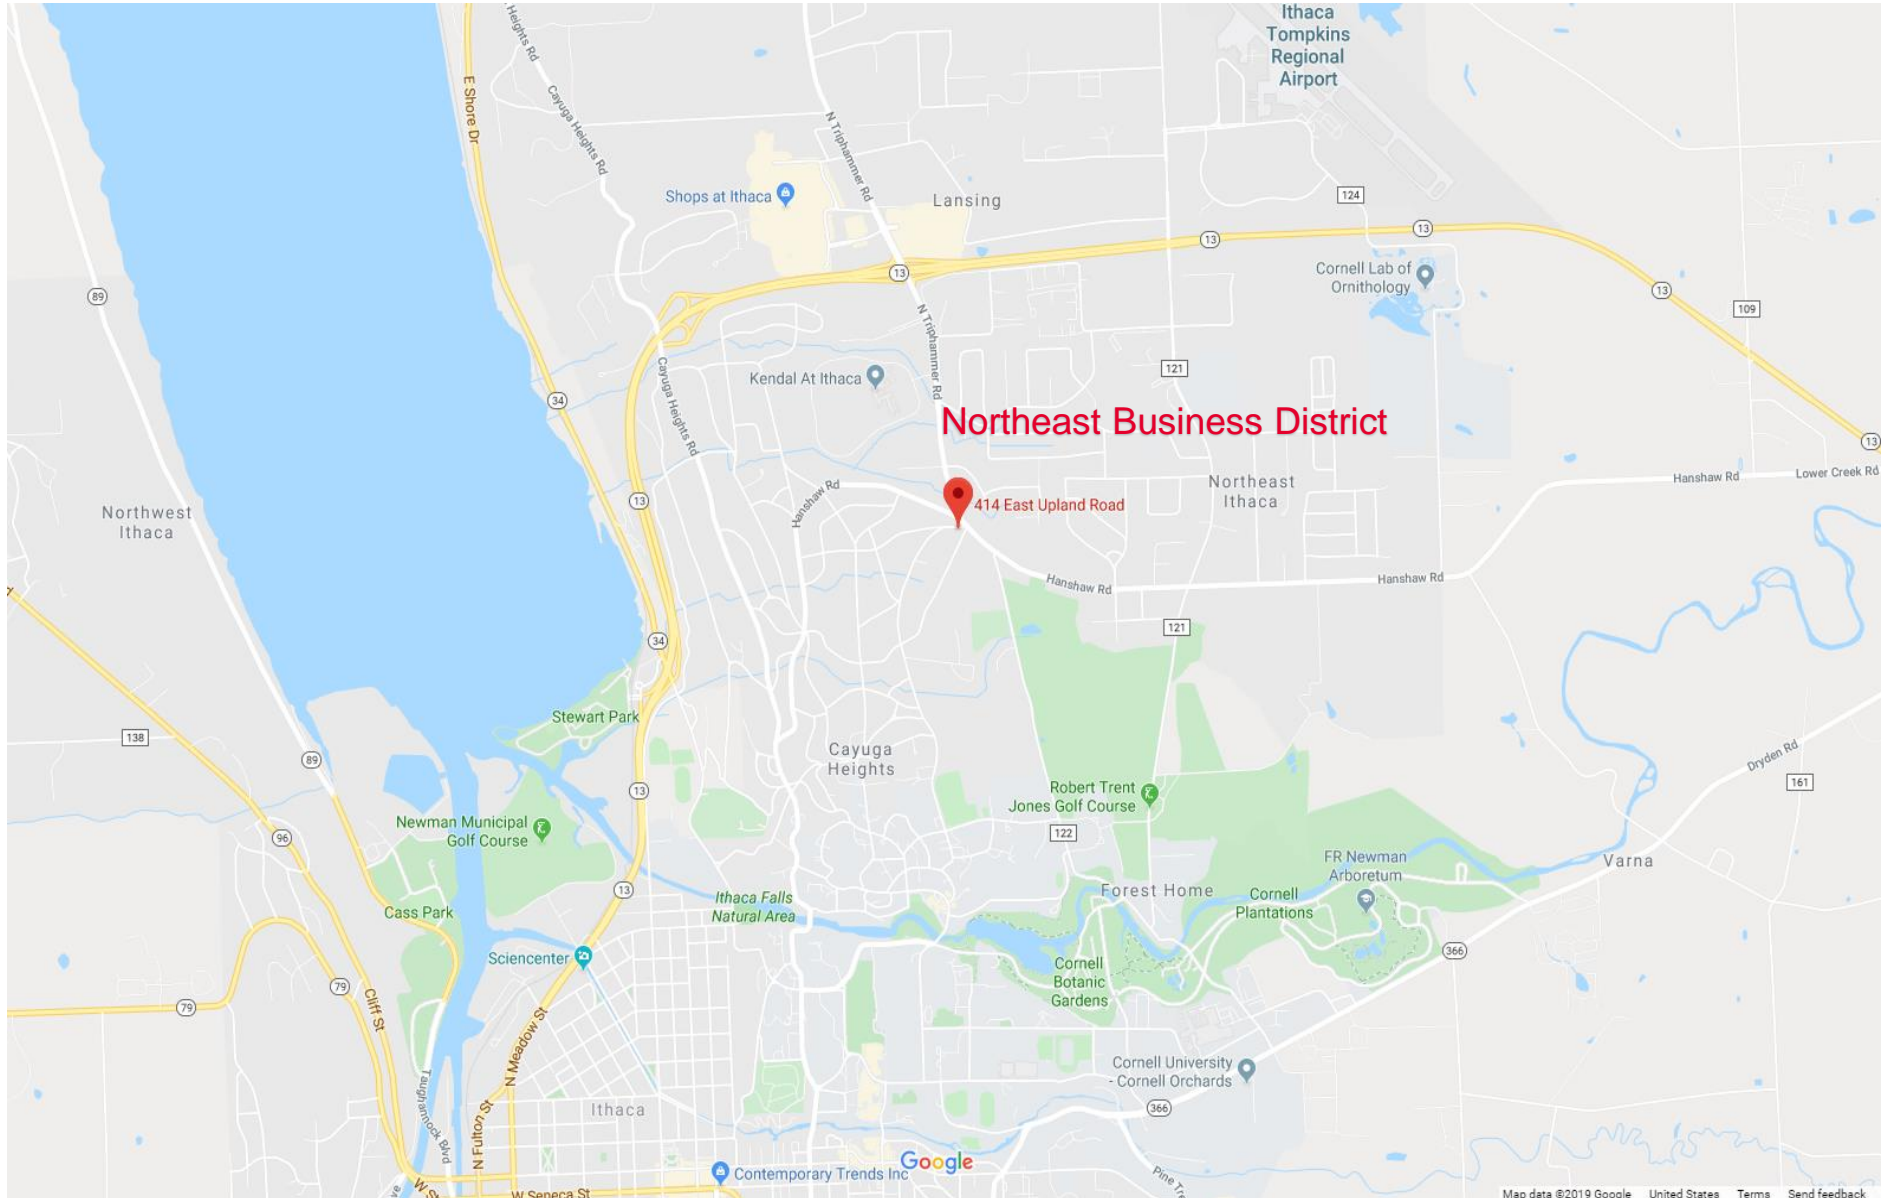 Ithaca
Tompkins
Regional
Airport
Heights Rd
E Shore Dr
Cayuga Heights Rd
N Triphammer Rd
Shops at Ithaca
Lansing
124
13
13
13
13
Cornell Lab of
Ornithology
89
13
109
N Triphammer Rd
Cayuga Heights Rd
Kendal At Ithaca
121
34
Northeast Business District
13
Hanshaw Rd
Lower Creek Rd
Northeast
Ithaca
Hanshaw Rd
414 East Upland Road
13
Northwest
Ithaca
Hanshaw Rd
Hanshaw Rd
121
34
Stewart Park
138
89
Cayuga
Heights
Dryden Rd
161
Robert Trent
Jones Golf Course
13
Newman Municipal
Golf Course
96
122
FR Newman
Arboretum
Varna
13
Ithaca Falls
Natural Area
Forest Home
Cornell
Plantations
Cass Park
366
Sciencenter
Cornell
Botanic
Gardens
79
79
Cliff St
N Meadow St
Cornell University
- Cornell Orchards
Taughannock Blvd
N Fulton St
Ithaca
366
Contemporary Trends Inc
Google
Pine Tre
W St
W Seneca St
Map data ©2019 Google United States Terms Send feedback